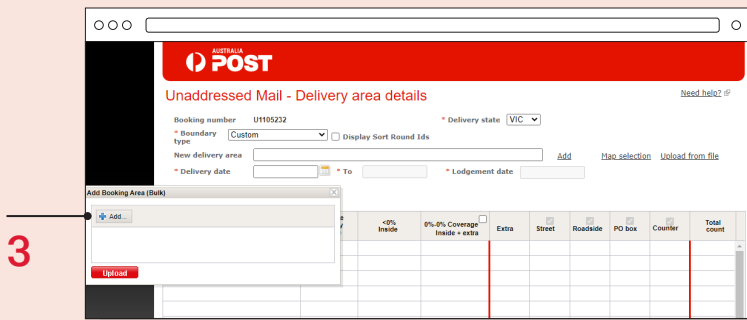 AUSTRALIA
POST
Unaddressed Mail - Delivery area details
Need help?
Booking number U1105232 * Delivery state VIC
* Boundary type Custom Display Sort Round Ids
New delivery area Add Map selection Upload from file
* Delivery date * To * Lodgement date
Add Booking Area (Bulk)
Add...
3
Upload
<0% Inside 0%-0% Coverage Inside + extra Extra Street Roadside PO box Counter Total count